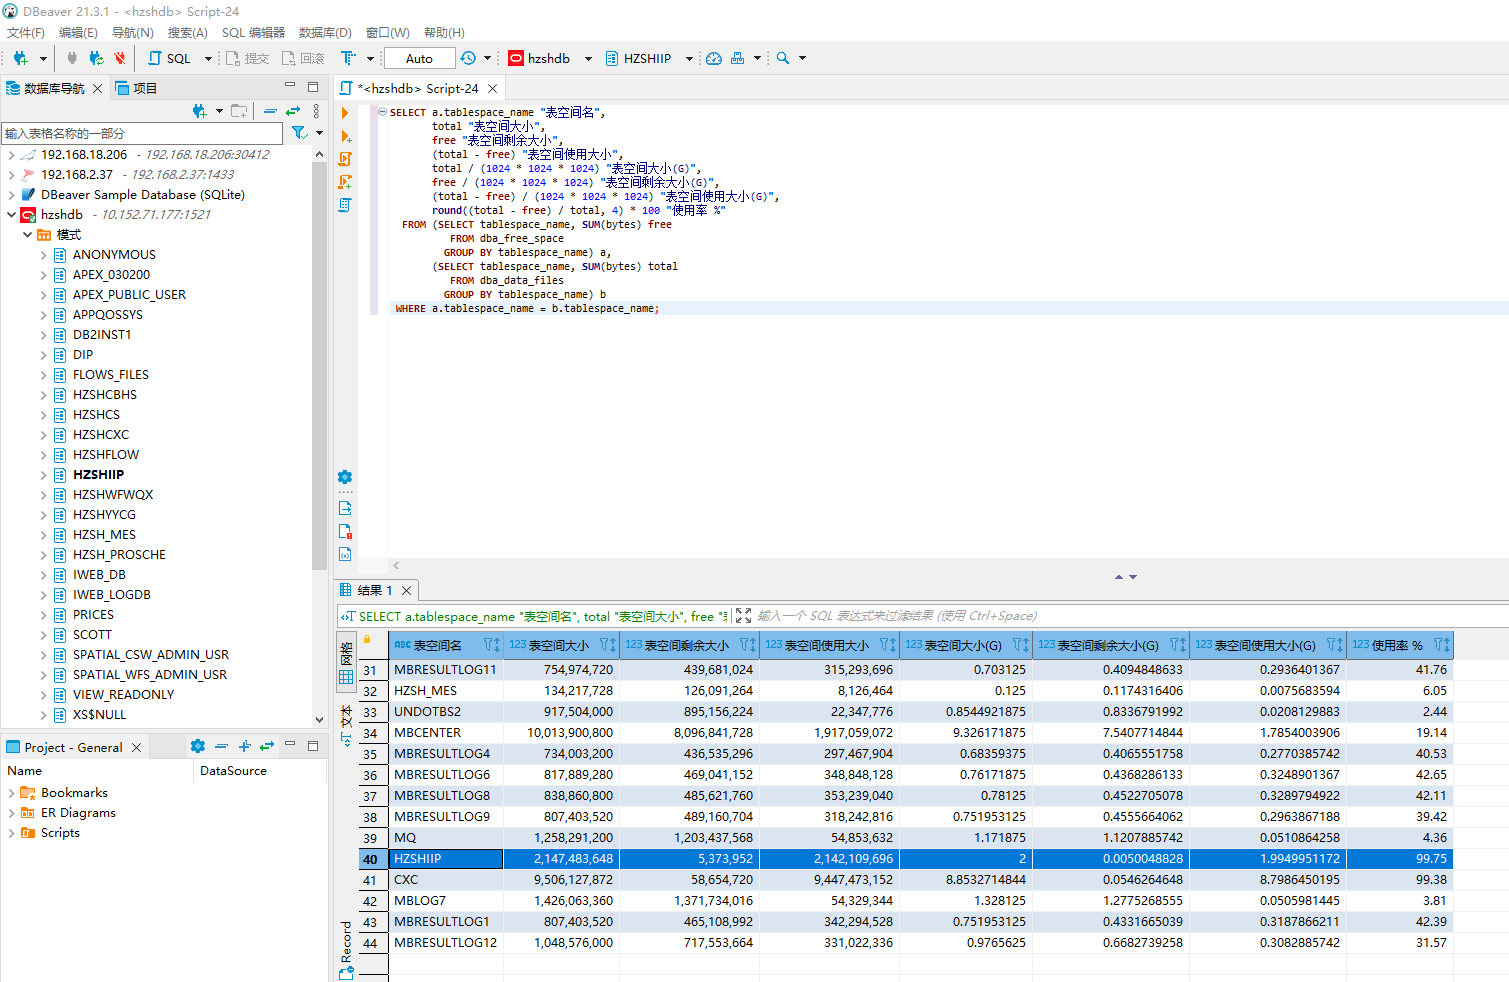 DBeaver 21.3.1 - <hzshdb> Script-24
文件(F) 编辑(E) 导航(N) 搜索(A) SQL 编辑器 数据库(D) 窗口(W) 帮助(H)
SQL 提交 回滚 Auto hzshdb HZSHIIP
数据库导航 项目
输入表格名称的一部分
192.168.18.206 - 192.168.18.206:30412
192.168.2.37 - 192.168.2.37:1433
DBeaver Sample Database (SQLite)
hzshdb - 10.152.71.177:1521
模式
ANONYMOUS
APEX_030200
APEX_PUBLIC_USER
APPQOSSYS
DB2INST1
DIP
FLOWS_FILES
HZSHCBHS
HZSHCS
HZSHCXC
HZSHFLOW
HZSHIIP
HZSHWFWQX
HZSHYYCG
HZSH_MES
HZSH_PROSCHE
IWEB_DB
IWEB_LOGDB
PRICES
SCOTT
SPATIAL_CSW_ADMIN_USR
SPATIAL_WFS_ADMIN_USR
VIEW_READONLY
XS$NULL
Project - General
Name DataSource
Bookmarks
ER Diagrams
Scripts
*<hzshdb> Script-24
SELECT a.tablespace_name "表空间名",
total "表空间大小",
free "表空间剩余大小",
(total - free) "表空间使用大小",
total / (1024 * 1024 * 1024) "表空间大小(G)",
free / (1024 * 1024 * 1024) "表空间剩余大小(G)",
(total - free) / (1024 * 1024 * 1024) "表空间使用大小(G)",
round((total - free) / total, 4) * 100 "使用率 %"
FROM (SELECT tablespace_name, SUM(bytes) free
FROM dba_free_space
GROUP BY tablespace_name) a,
(SELECT tablespace_name, SUM(bytes) total
FROM dba_data_files
GROUP BY tablespace_name) b
WHERE a.tablespace_name = b.tablespace_name;
结果 1
SELECT a.tablespace_name "表空间名", total "表空间大小", free " 输入一个 SQL 表达式来过滤结果 (使用 Ctrl+Space)
网格
文本
Record
ABC 表空间名 123 表空间大小 123 表空间剩余大小 123 表空间使用大小 123 表空间大小(G) 123 表空间剩余大小(G) 123 表空间使用大小(G) 123 使用率 %
31 MBRESULTLOG11 754,974,720 439,681,024 315,293,696 0.703125 0.4094848633 0.2936401367 41.76
32 HZSH_MES 134,217,728 126,091,264 8,126,464 0.125 0.1174316406 0.0075683594 6.05
33 UNDOTBS2 917,504,000 895,156,224 22,347,776 0.8544921875 0.8336791992 0.0208129883 2.44
34 MBCENTER 10,013,900,800 8,096,841,728 1,917,059,072 9.326171875 7.5407714844 1.7854003906 19.14
35 MBRESULTLOG4 734,003,200 436,535,296 297,467,904 0.68359375 0.4065551758 0.2770385742 40.53
36 MBRESULTLOG6 817,889,280 469,041,152 348,848,128 0.76171875 0.4368286133 0.3248901367 42.65
37 MBRESULTLOG8 838,860,800 485,621,760 353,239,040 0.78125 0.4522705078 0.3289794922 42.11
38 MBRESULTLOG9 807,403,520 489,160,704 318,242,816 0.751953125 0.4555664062 0.2963867188 39.42
39 MQ 1,258,291,200 1,203,437,568 54,853,632 1.171875 1.1207885742 0.0510864258 4.36
40 HZSHIIP 2,147,483,648 5,373,952 2,142,109,696 2 0.0050048828 1.9949951172 99.75
41 CXC 9,506,127,872 58,654,720 9,447,473,152 8.8532714844 0.0546264648 8.7986450195 99.38
42 MBLOG7 1,426,063,360 1,371,734,016 54,329,344 1.328125 1.2775268555 0.0505981445 3.81
43 MBRESULTLOG1 807,403,520 465,108,992 342,294,528 0.751953125 0.4331665039 0.3187866211 42.39
44 MBRESULTLOG12 1,048,576,000 717,553,664 331,022,336 0.9765625 0.6682739258 0.3082885742 31.57